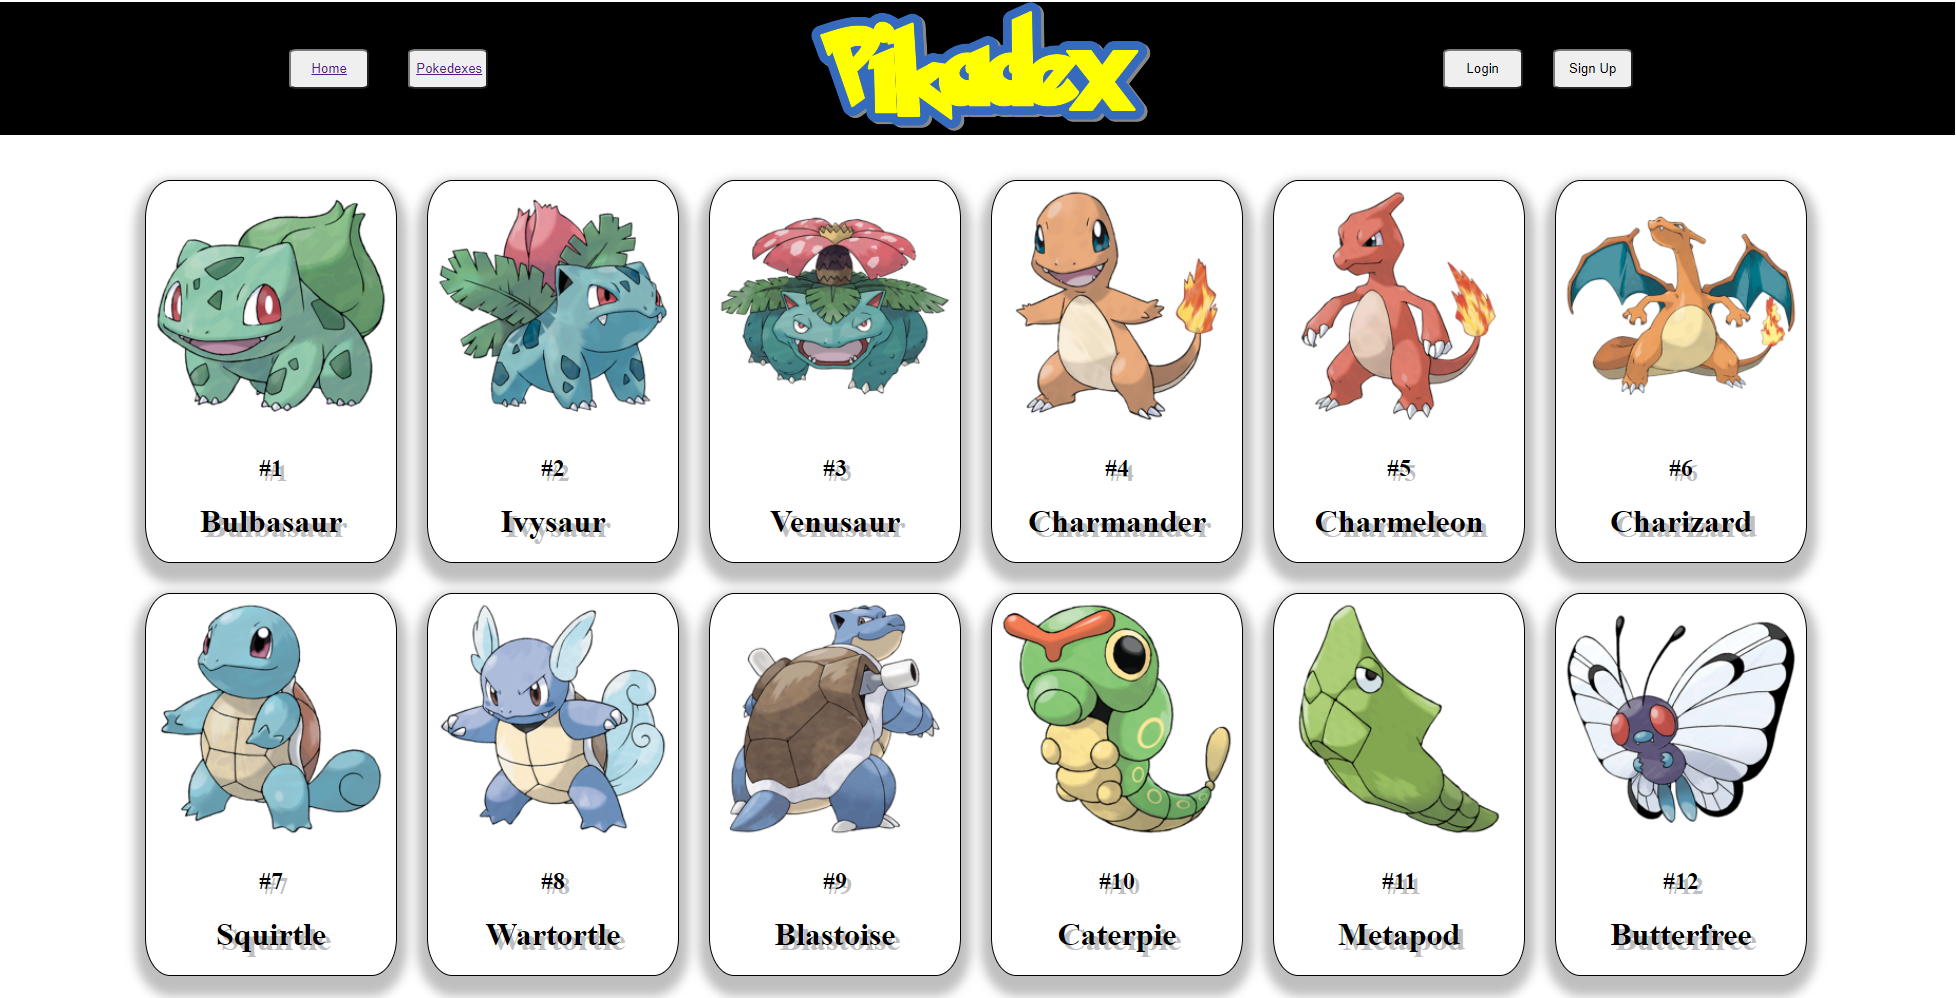 Home Pokedexes Pikadex Login Sign Up
#1 #2 #3 #4 #5 #6
Bulbasaur Ivysaur Venusaur Charmander Charmeleon Charizard
#7 #8 #9 #10 #11 #12
Squirtle Wartortle Blastoise Caterpie Metapod Butterfree